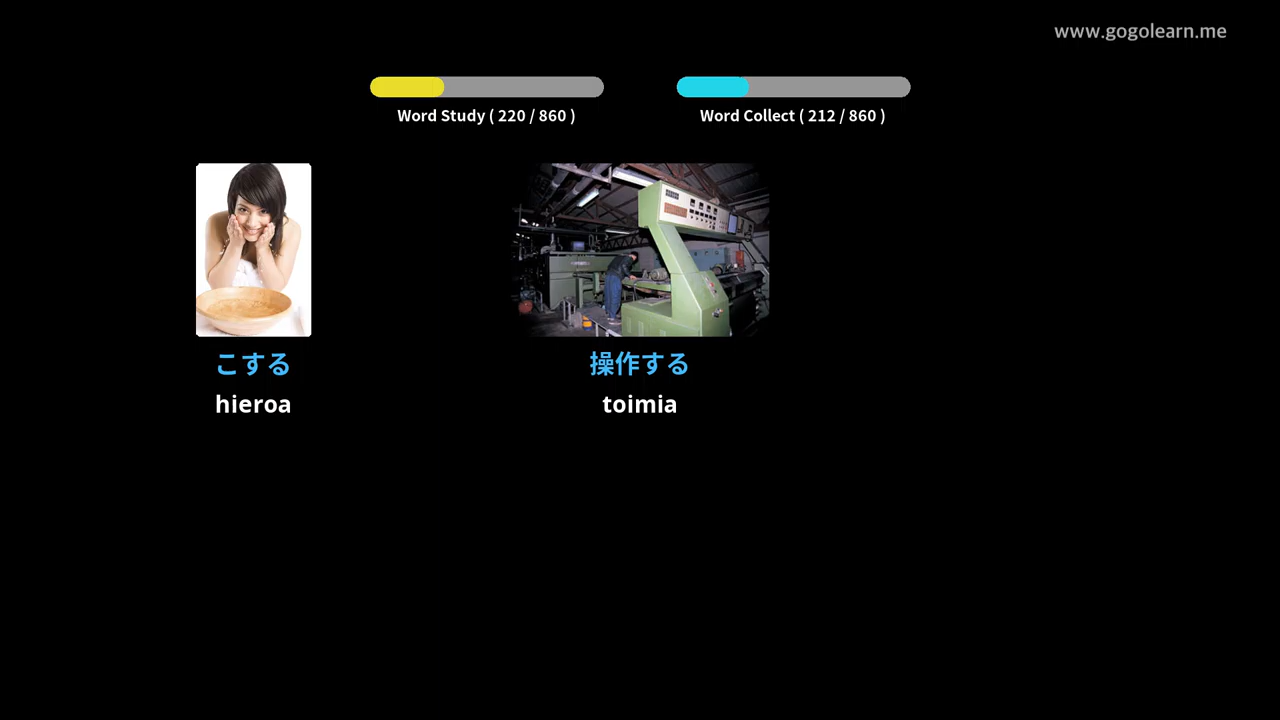 www.gogolearn.me
Word Study ( 220 / 860 )
Word Collect ( 212 / 860 )
こする
hieroa
操作する
toimia